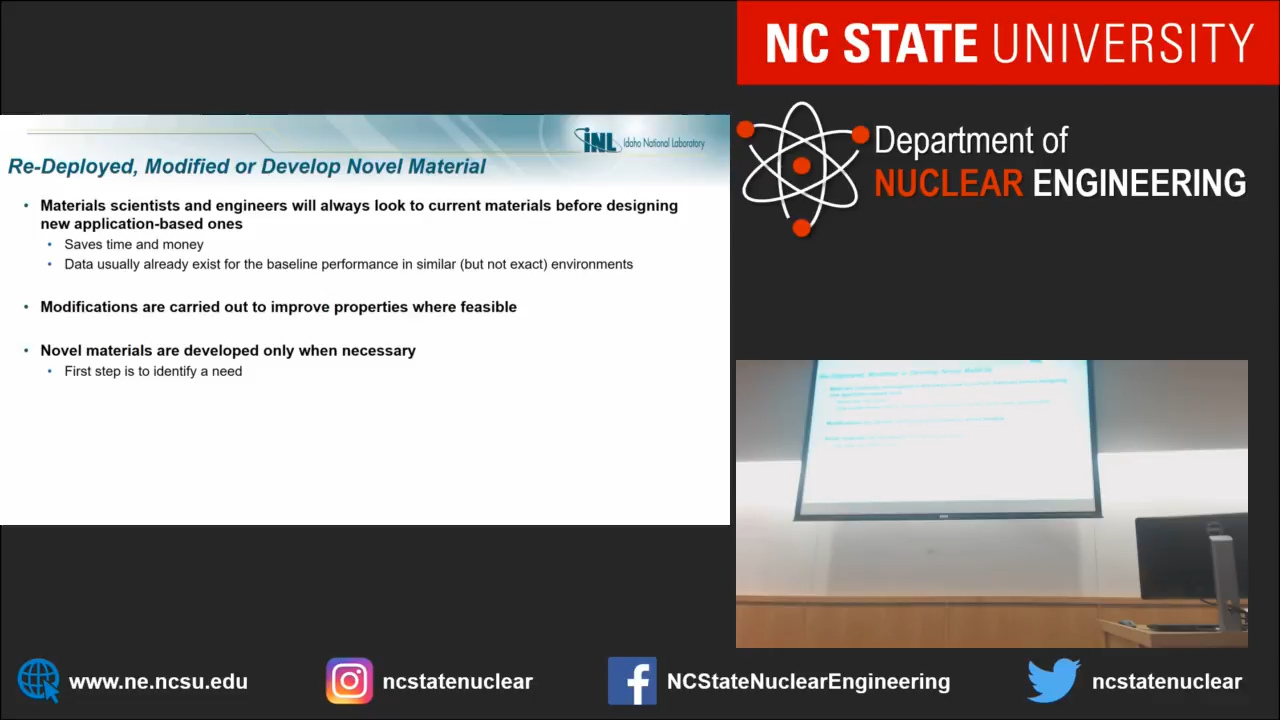 NC STATE UNIVERSITY
Department of
NUCLEAR ENGINEERING
INL Idaho National Laboratory
Re-Deployed, Modified or Develop Novel Material
• Materials scientists and engineers will always look to current materials before designing
new application-based ones
• Saves time and money
• Data usually already exist for the baseline performance in similar (but not exact) environments
• Modifications are carried out to improve properties where feasible
• Novel materials are developed only when necessary
• First step is to identify a need
www.ne.ncsu.edu
ncstatenuclear
NCStateNuclearEngineering
ncstatenuclear